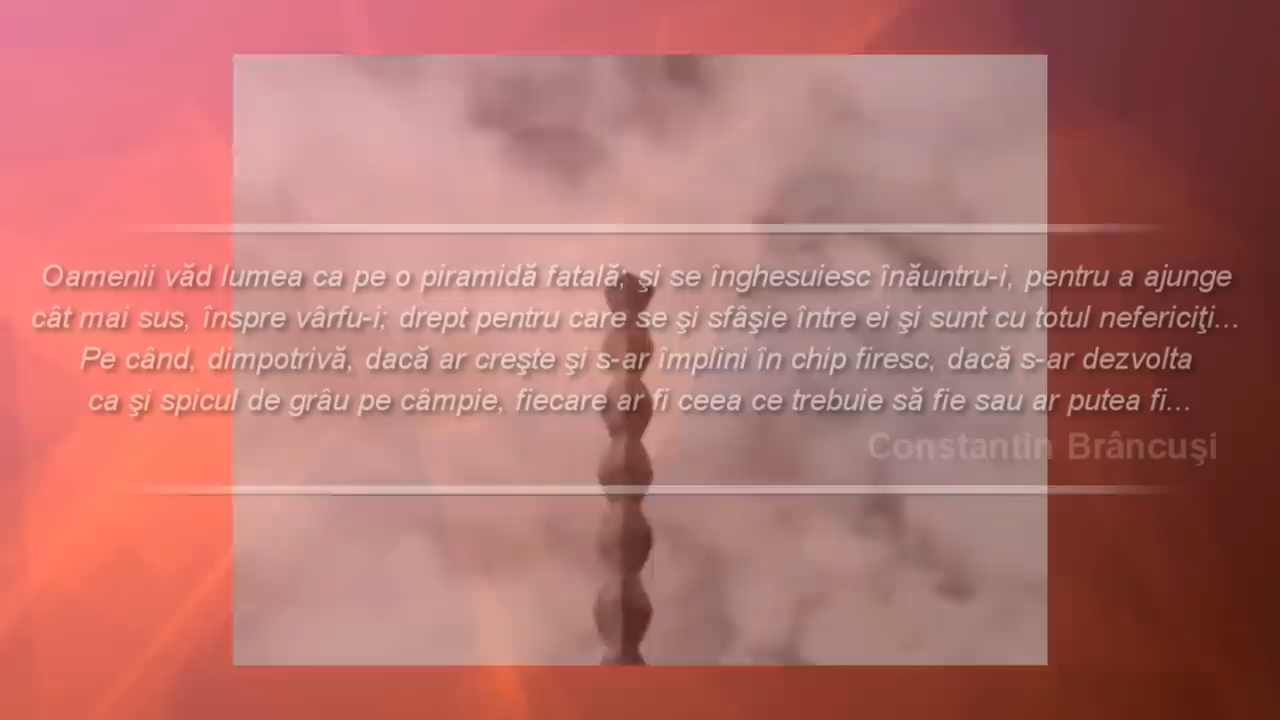 Oamenii văd lumea ca pe o piramidă fatală; şi se înghesuiesc înăuntru-i, pentru a ajunge
cât mai sus, înspre vârfu-i; drept pentru care se şi sfâşie între ei şi sunt cu totul nefericiţi...
Pe când, dimpotrivă, dacă ar creşte şi s-ar împlini în chip firesc, dacă s-ar dezvolta
ca şi spicul de grâu pe câmpie, fiecare ar fi ceea ce trebuie să fie sau ar putea fi...
Constantin Brâncuşi